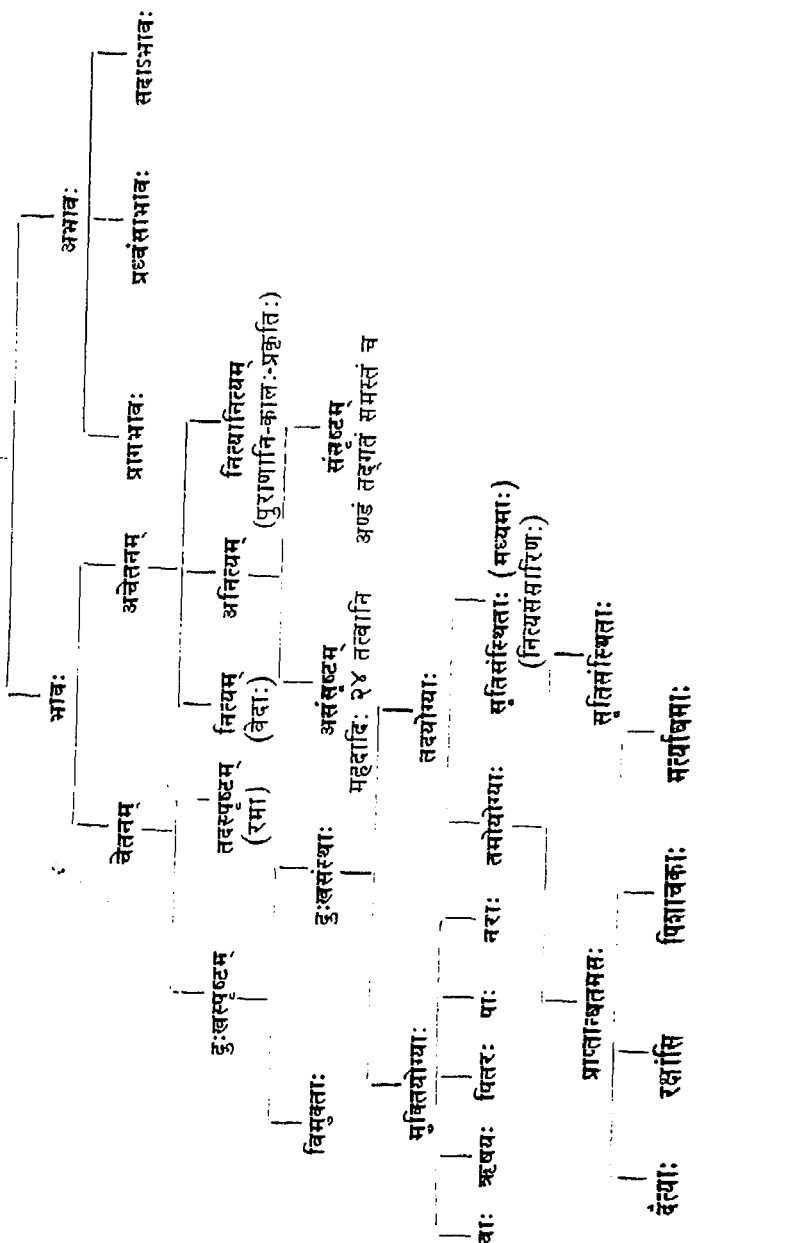 भावः
अभावः
चेतनम्
अचेतनम्
प्रागभावः
प्रध्वंसाभावः
सदाऽभावः
दुःखस्पृष्टम्
तदस्पृष्टम्
(रमा)
नित्यम्
(वेदाः)
अनित्यम्
नित्यानित्यम्
(पुराणानि-कालः-प्रकृतिः)
विमुक्ताः
दुःखसंस्थाः
असंसृष्टम्
महदादिः २४ तत्वानि
संसृष्टम्
अण्डं तद्गतं समस्तं च
मुक्तियोग्याः
तदयोग्याः
वाः
ऋषयः
पितरः
पाः
नराः
तमोयोग्याः
सृतिसंस्थिताः (मध्यमाः)
(नित्यसंसारिणः)
प्राप्तान्धतमसः
सृतिसंस्थिताः
दैत्याः
रक्षांसि
पिशाचकाः
मर्त्याधमाः